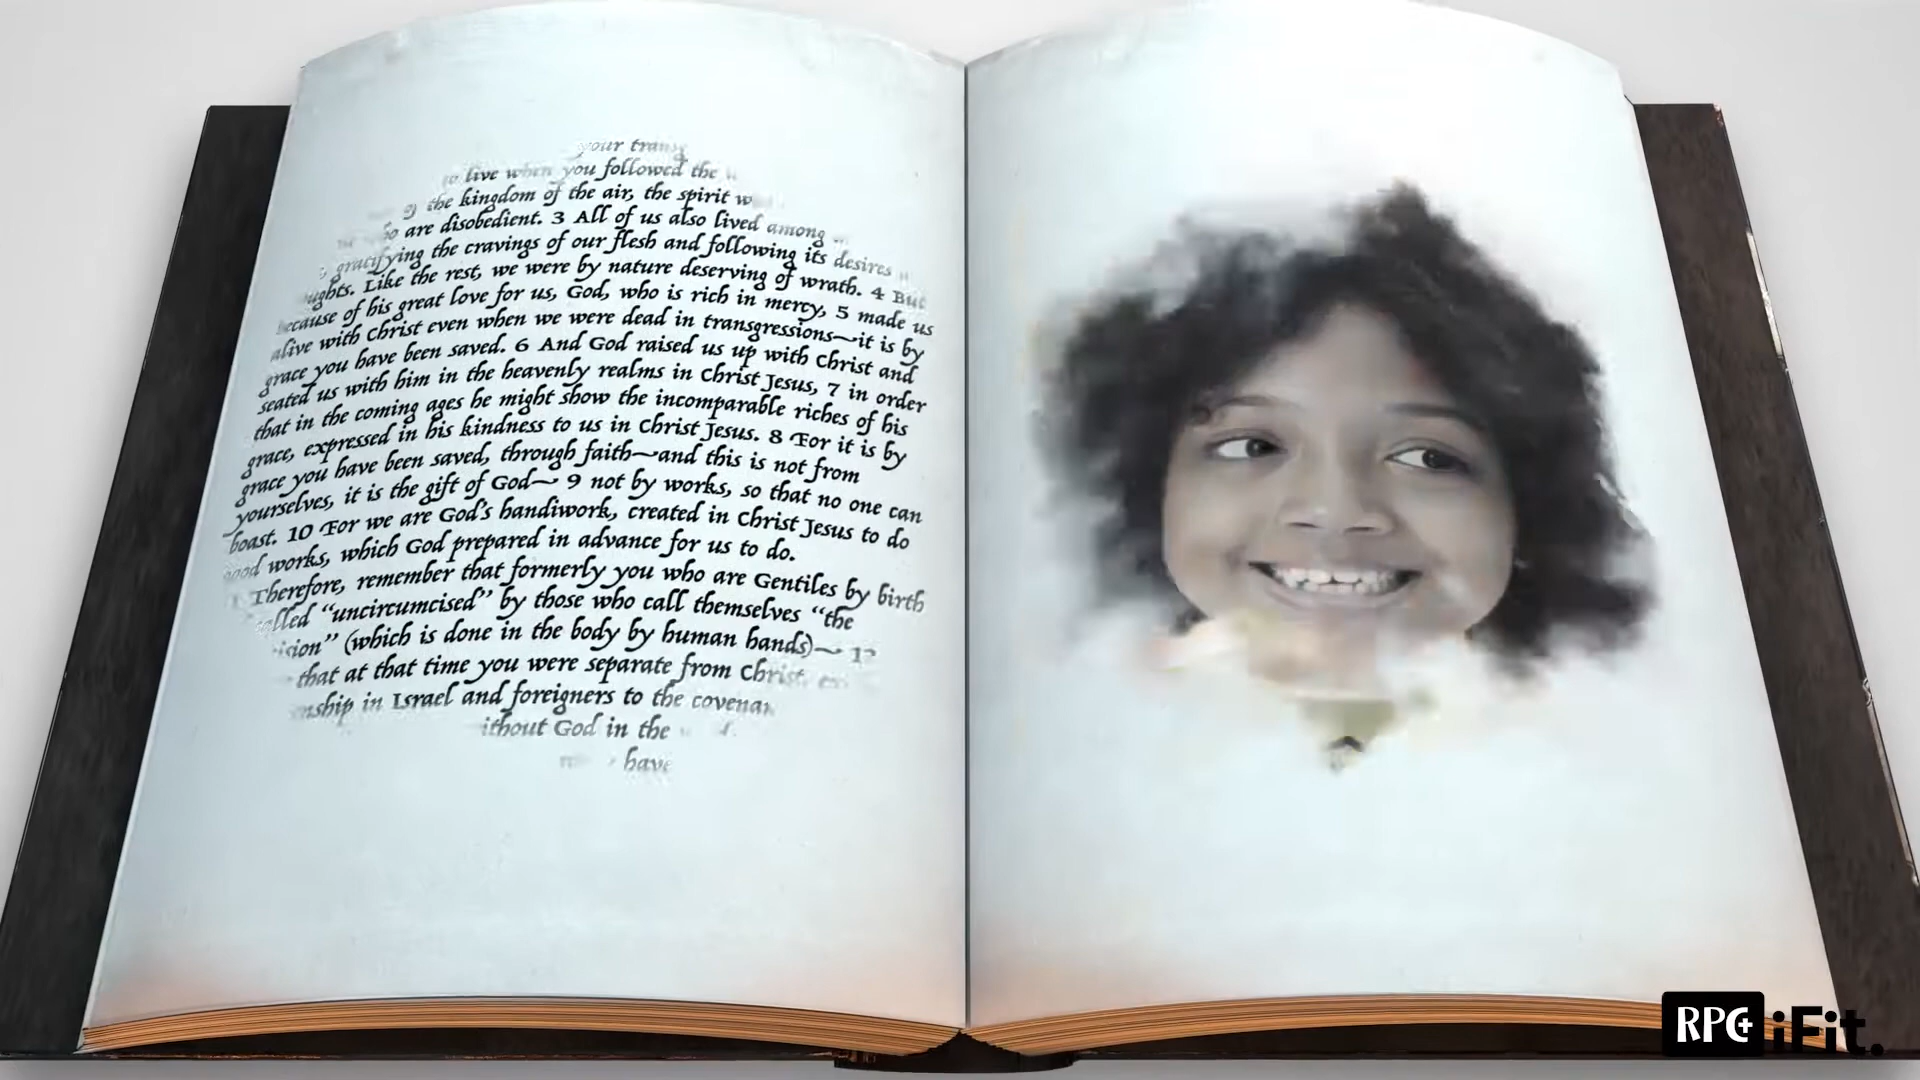 your
live when you followed the
the kingdom of the air, the spirit
are disobedient. 3 All of us also lived among
gratifying the cravings of our flesh and following its desires
Like the rest, we were by nature deserving of wrath. 4 But
because of his great love for us, God, who is rich in mercy, 5 made us
alive with Christ even when we were dead in transgressions—it is by
grace you have been saved. 6 And God raised us up with Christ and
seated us with him in the heavenly realms in Christ Jesus, 7 in order
that in the coming ages he might show the incomparable riches of his
grace, expressed in his kindness to us in Christ Jesus. 8 For it is by
grace you have been saved, through faith—and this is not from
yourselves, it is the gift of God— 9 not by works, so that no one can
boast. 10 For we are God's handiwork, created in Christ Jesus to do
good works, which God prepared in advance for us to do.
Therefore, remember that formerly you who are Gentiles by birth
called “uncircumcised” by those who call themselves “the
(which is done in the body by human hands)—
that at that time you were separate from Christ,
in Israel and foreigners to the
God in the
have
RPG+ iFit.